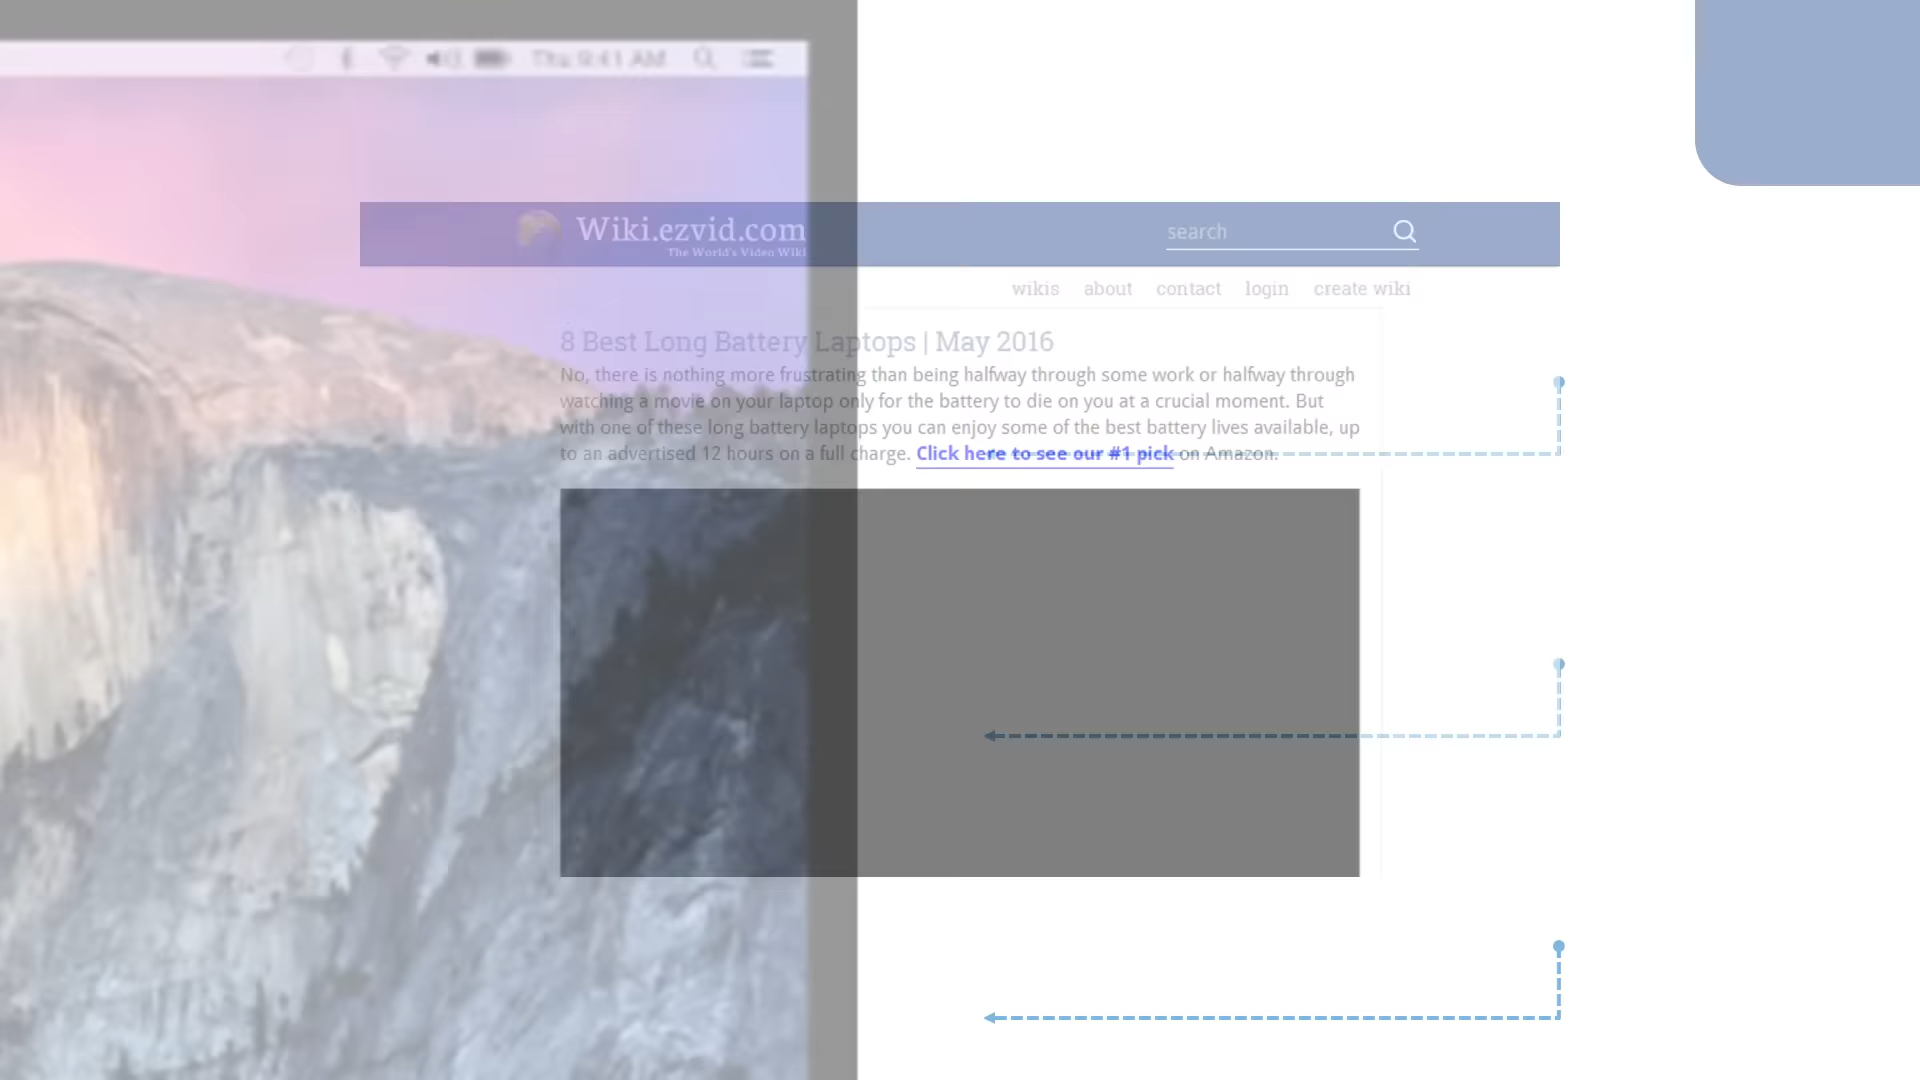 Thu 9:41 AM
Wiki.ezvid.com
The World's Video Wiki
search
wikis about contact login create wiki
8 Best Long Battery Laptops | May 2016
No, there is nothing more frustrating than being halfway through some work or halfway through
watching a movie on your laptop only for the battery to die on you at a crucial moment. But
with one of these long battery laptops you can enjoy some of the best battery lives available, up
to an advertised 12 hours on a full charge. Click here to see our #1 pick on Amazon.